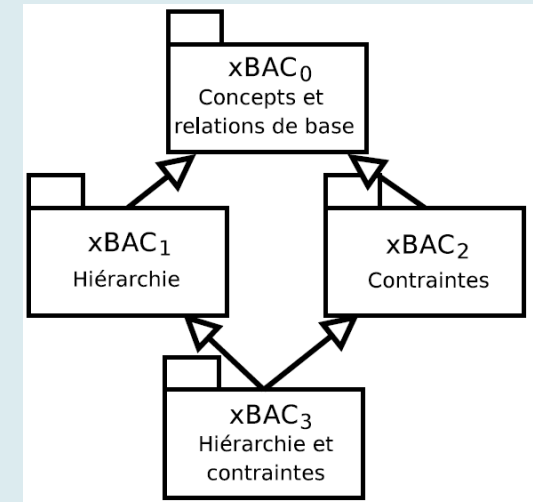 xBAC₀
Concepts et
relations de base
xBAC₁
Hiérarchie
xBAC₂
Contraintes
xBAC₃
Hiérarchie et
contraintes